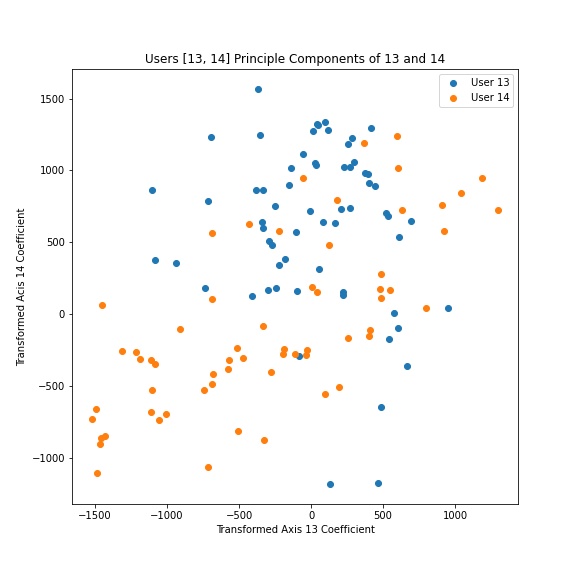 Users [13, 14] Principle Components of 13 and 14
User 13
User 14
Transformed Acis 14 Coefficient
1500
1000
500
0
−500
−1000
−1500
−1000
−500
0
500
1000
Transformed Axis 13 Coefficient